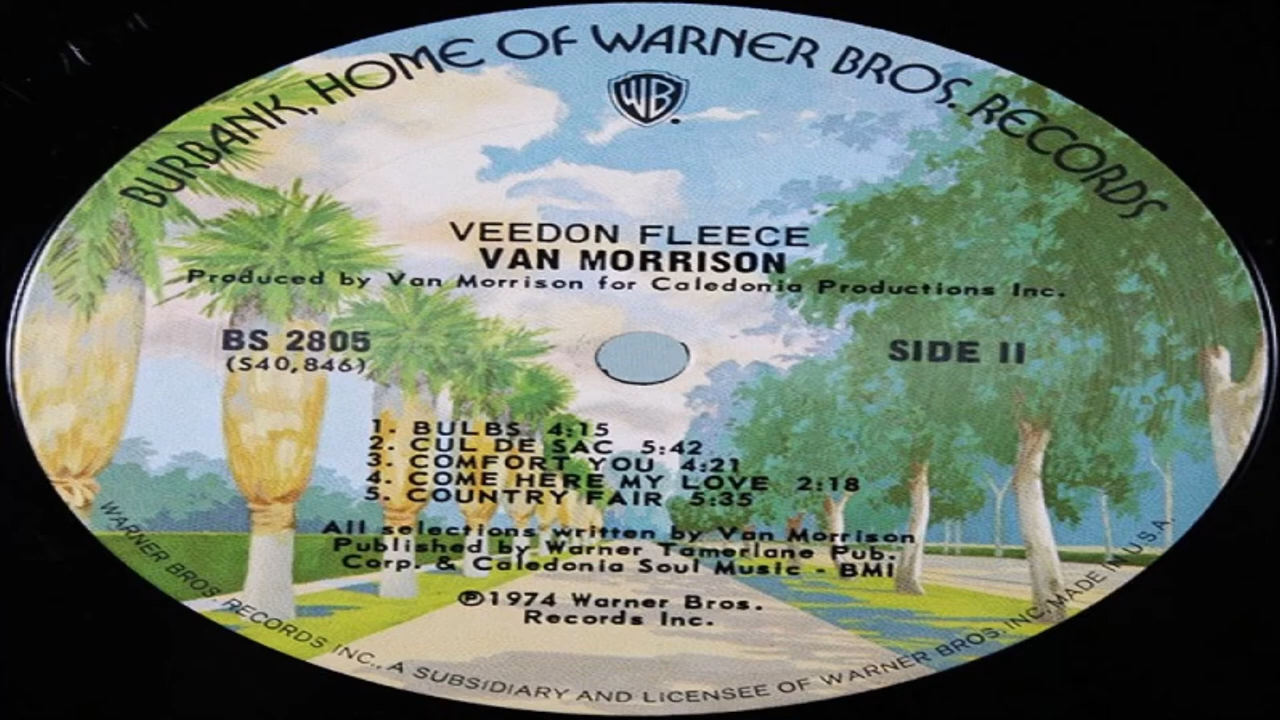 BURBANK, HOME OF WARNER BROS. RECORDS
WB
VEEDON FLEECE
VAN MORRISON
Produced by Van Morrison for Caledonia Productions Inc.
BS 2805
(S40,846)
SIDE II
1. BULBS 4:15
2. CUL DE SAC 5:42
3. COMFORT YOU 4:21
4. COME HERE MY LOVE 2:18
5. COUNTRY FAIR 5:35
All selections written by Van Morrison
Published by Warner Tamerlane Pub.
Corp. & Caledonia Soul Music - BMI
℗1974 Warner Bros.
Records Inc.
WARNER BROS. RECORDS INC., A SUBSIDIARY AND LICENSEE OF WARNER BROS. INC. MADE IN U.S.A.